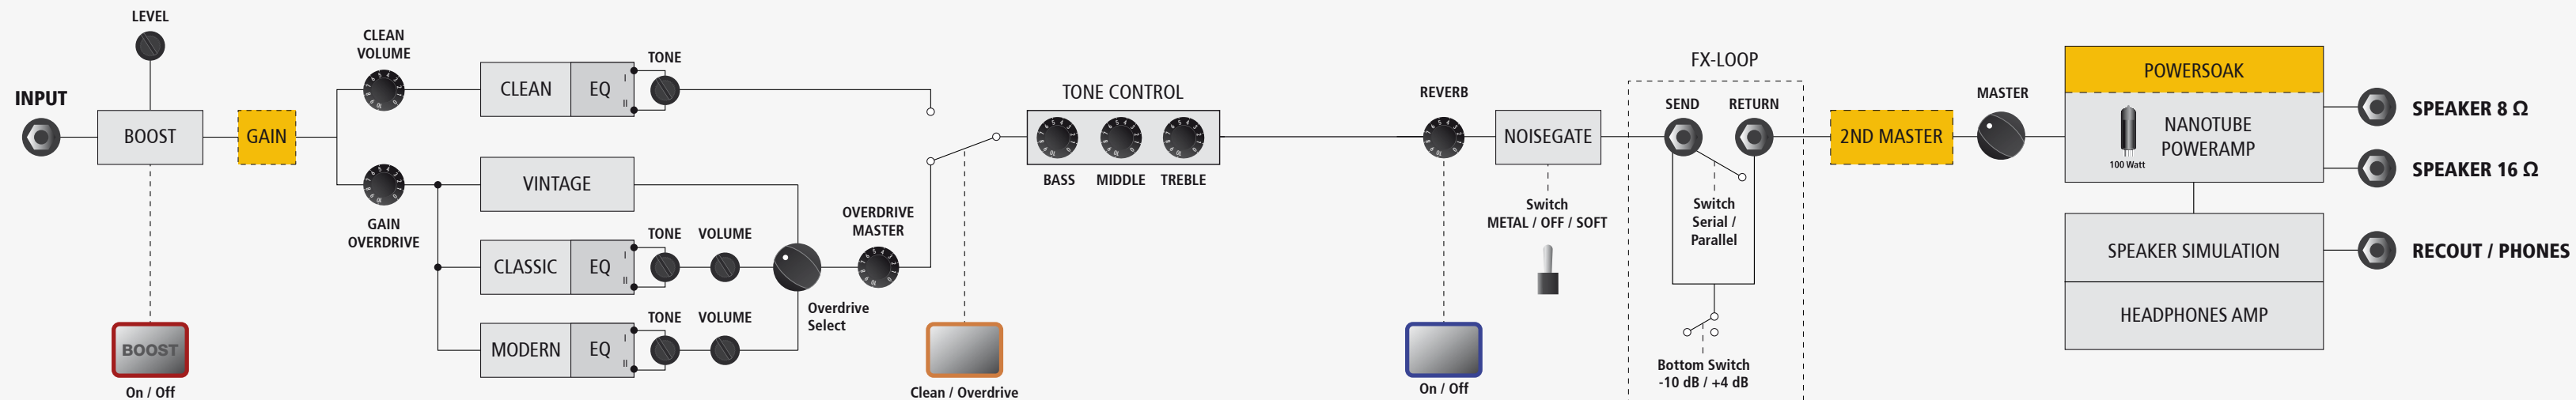 LEVEL
INPUT
BOOST
BOOST
On / Off
GAIN
CLEAN
VOLUME
GAIN
OVERDRIVE
CLEAN
EQ
I
II
TONE
VINTAGE
CLASSIC
EQ
I
II
TONE
VOLUME
MODERN
EQ
I
II
TONE
VOLUME
Overdrive
Select
OVERDRIVE
MASTER
Clean / Overdrive
TONE CONTROL
BASS
MIDDLE
TREBLE
REVERB
On / Off
NOISEGATE
Switch
METAL / OFF / SOFT
FX-LOOP
SEND
RETURN
Switch
Serial /
Parallel
Bottom Switch
-10 dB / +4 dB
2ND MASTER
MASTER
POWERSOAK
NANOTUBE
POWERAMP
100 Watt
SPEAKER 8 Ω
SPEAKER 16 Ω
SPEAKER SIMULATION
RECOUT / PHONES
HEADPHONES AMP